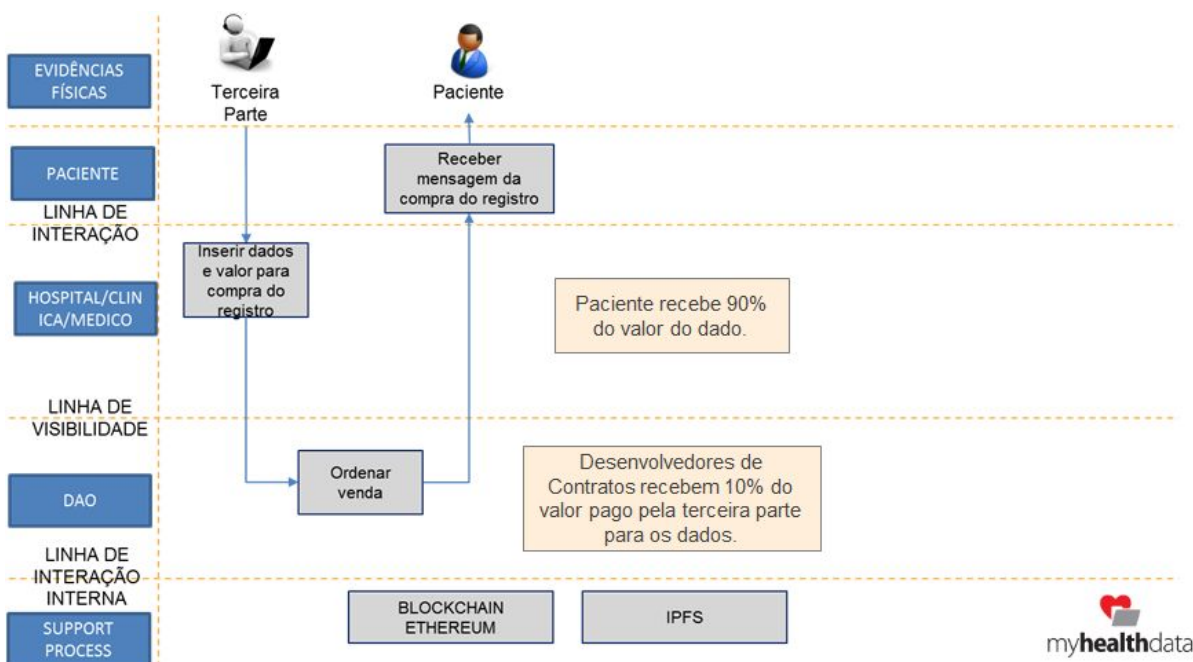 EVIDÊNCIAS
FÍSICAS
Terceira
Parte
Paciente
PACIENTE
Receber
mensagem da
compra do registro
LINHA DE
INTERAÇÃO
Inserir dados
e valor para
compra do
registro
HOSPITAL/CLIN
ICA/MEDICO
Paciente recebe 90%
do valor do dado.
LINHA DE
VISIBILIDADE
Ordenar
venda
Desenvolvedores de
Contratos recebem 10% do
valor pago pela terceira parte
para os dados.
DAO
LINHA DE
INTERAÇÃO
INTERNA
BLOCKCHAIN
ETHEREUM
IPFS
SUPPORT
PROCESS
myhealthdata